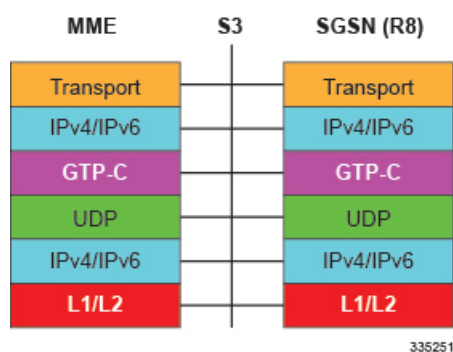 MME S3 SGSN (R8)
Transport Transport
IPv4/IPv6 IPv4/IPv6
GTP-C GTP-C
UDP UDP
IPv4/IPv6 IPv4/IPv6
L1/L2 L1/L2
335251